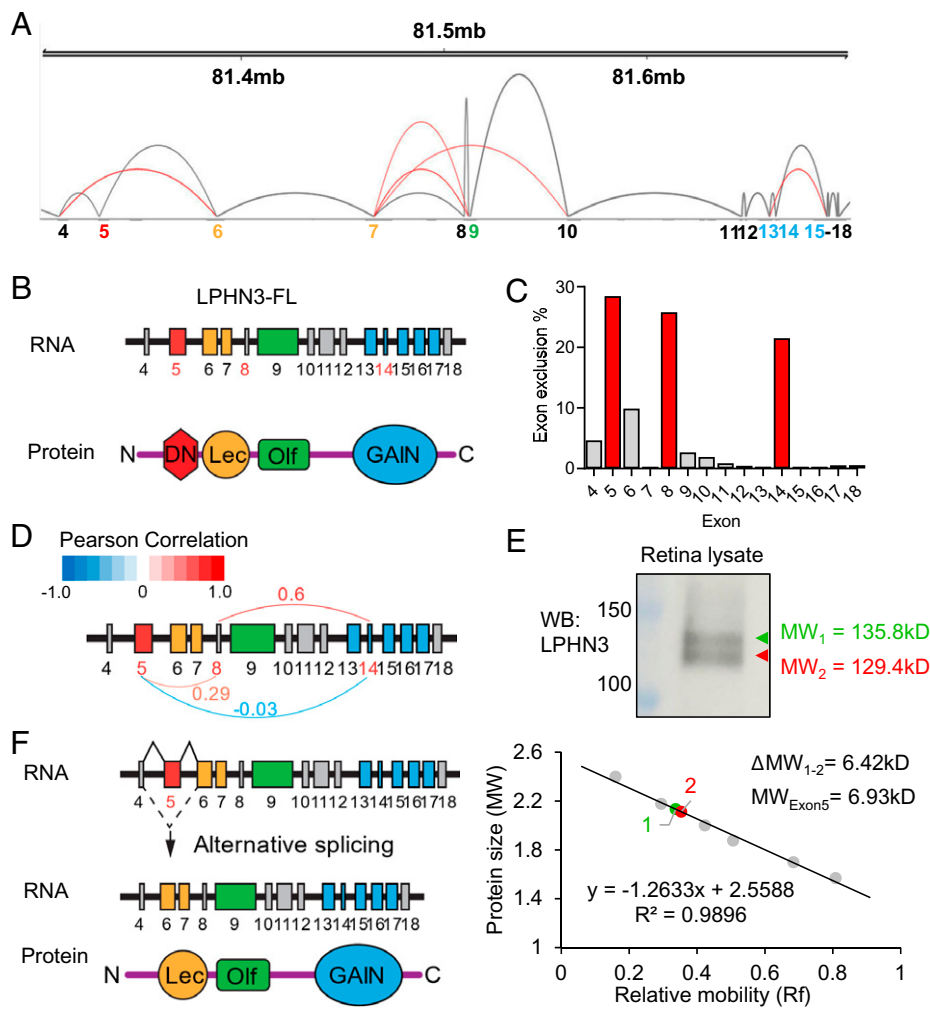 A
81.5mb
81.4mb
81.6mb
4 5 6 7 8 9 10 11 12 13 14 15 -18
B
LPHN3-FL
RNA
4 5 6 7 8 9 10 11 12 13 14 15 16 17 18
Protein
N DN Lec Olf GAIN C
C
Exon exclusion %
30
20
10
0
4 5 6 7 8 9 10 11 12 13 14 15 16 17 18
Exon
D
Pearson Correlation
-1.0 0 1.0
0.6
4 5 6 7 8 9 10 11 12 13 14 15 16 17 18
0.29
-0.03
E
Retina lysate
WB:
LPHN3
150
100
MW1 = 135.8kD
MW2 = 129.4kD
Protein size (MW)
2.6
2.2
1.8
1.4
1
ΔMW1-2= 6.42kD
MWExon5= 6.93kD
2
1
y = -1.2633x + 2.5588
R² = 0.9896
0 0.2 0.4 0.6 0.8 1
Relative mobility (Rf)
F
RNA
4 5 6 7 8 9 10 11 12 13 14 15 16 17 18
Alternative splicing
RNA
4 6 7 8 9 10 11 12 13 14 15 16 17 18
Protein
N Lec Olf GAIN C